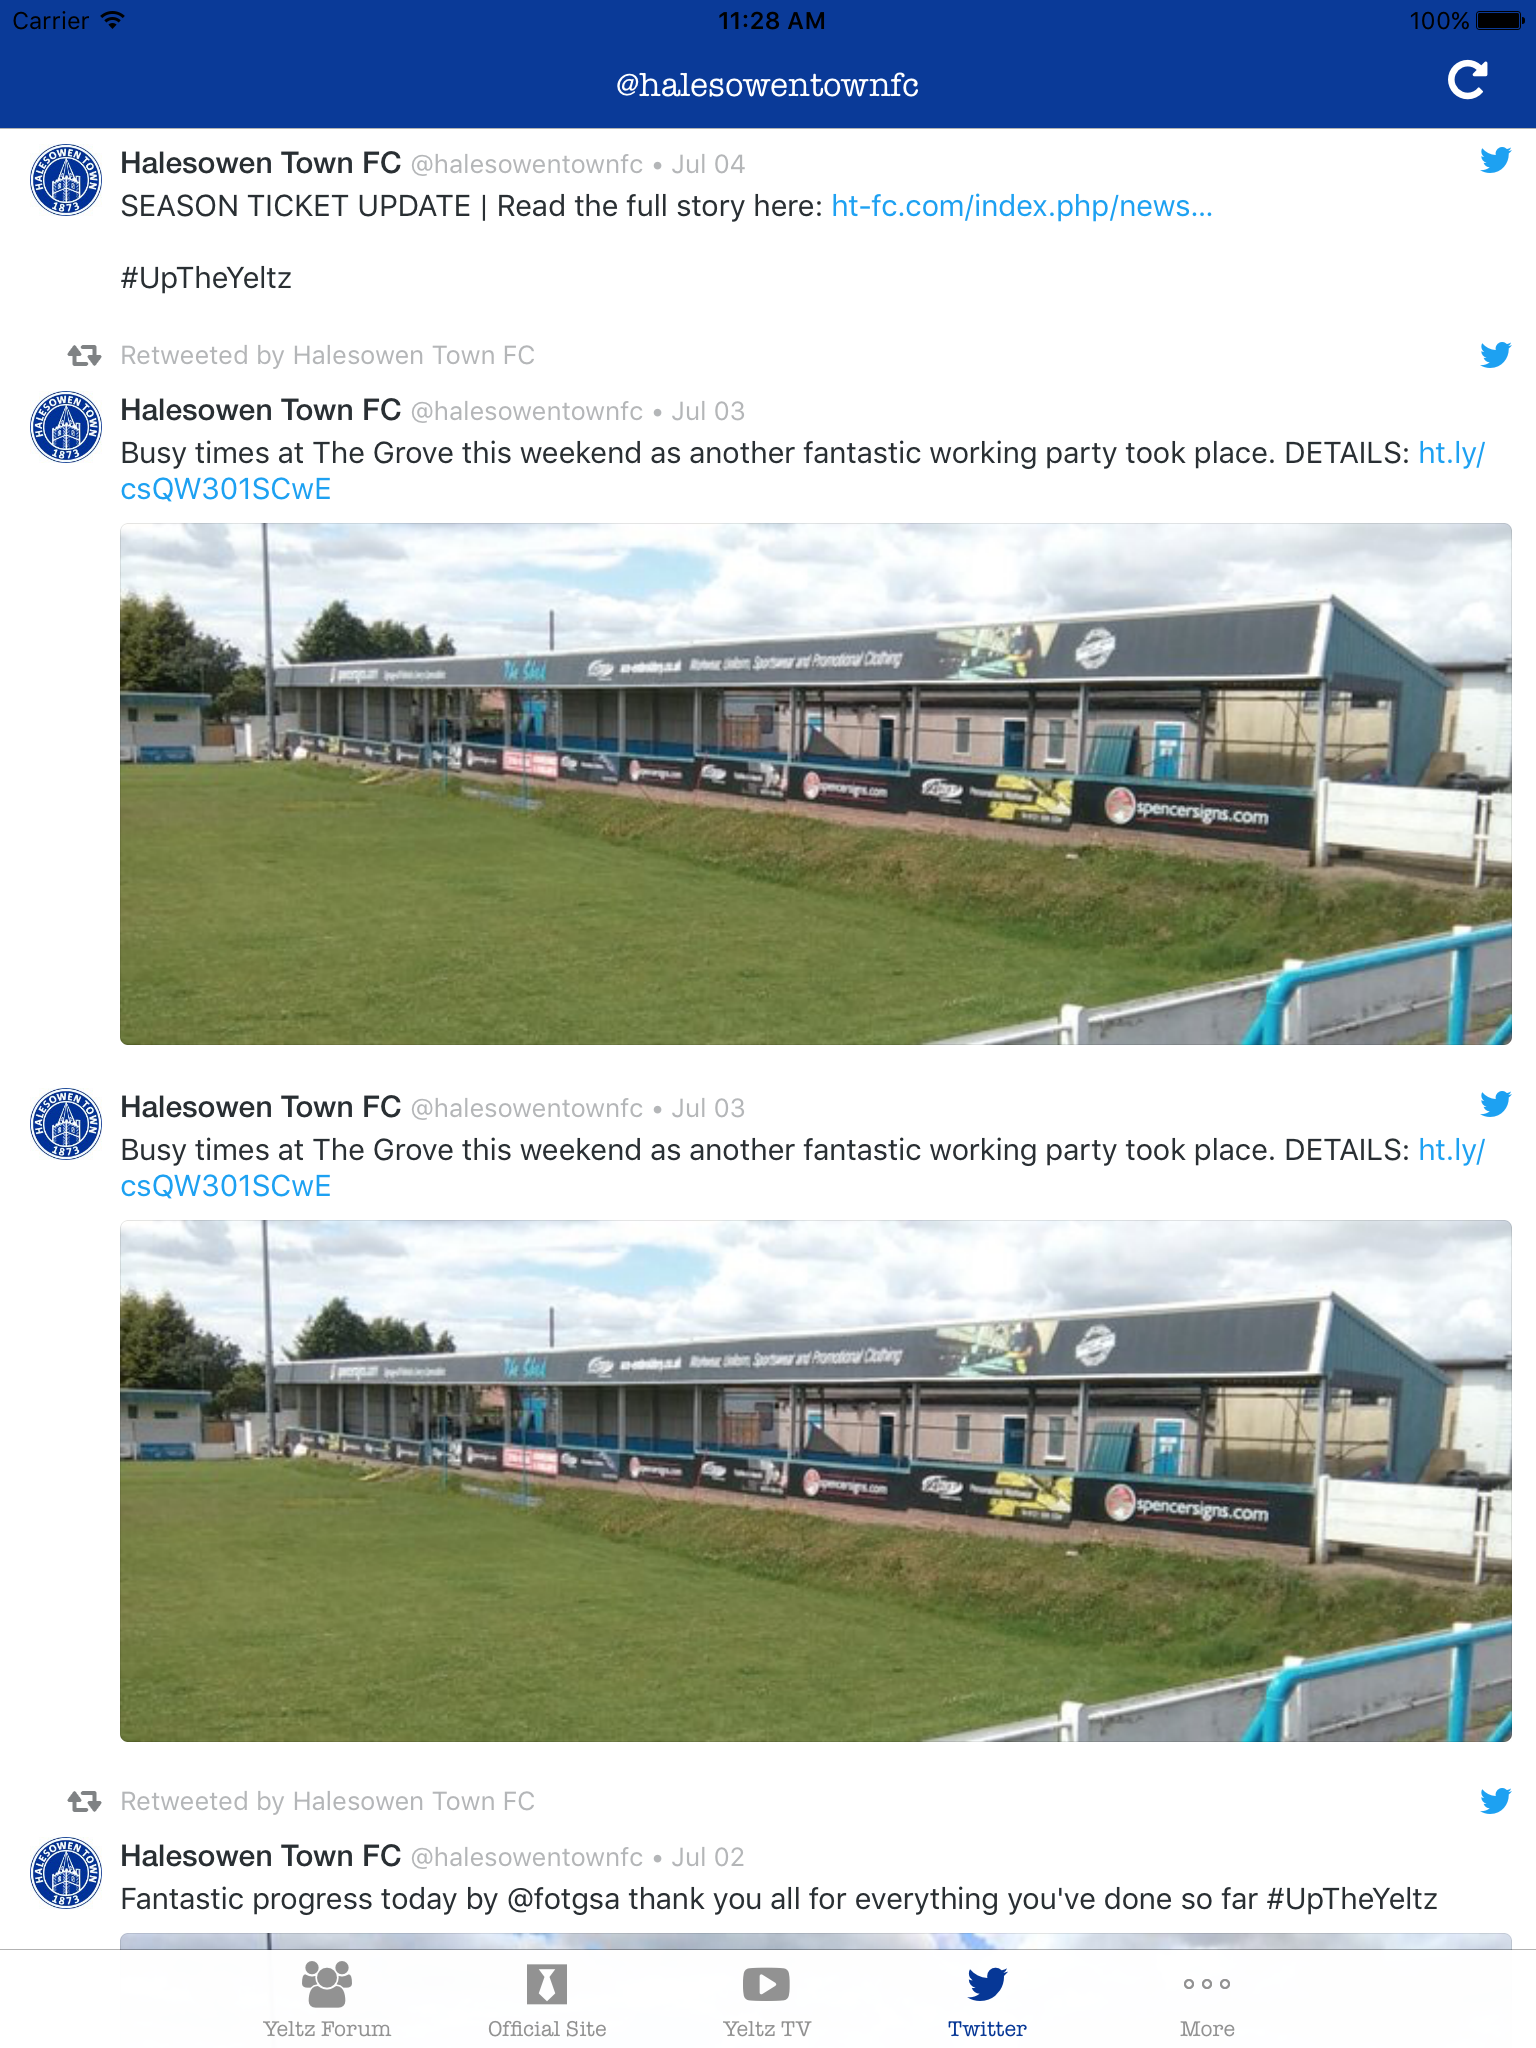 Carrier 11:28 AM 100%
@halesowentownfc
HALESOWEN TOWN
1873
Halesowen Town FC @halesowentownfc • Jul 04
SEASON TICKET UPDATE | Read the full story here: ht-fc.com/index.php/news...
#UpTheYeltz
Retweeted by Halesowen Town FC
HALESOWEN TOWN
1873
Halesowen Town FC @halesowentownfc • Jul 03
Busy times at The Grove this weekend as another fantastic working party took place. DETAILS: ht.ly/
csQW301SCwE
The Shed
Workwear, Uniform, Sportswear and Promotional Clothing
spencersigns.com
spencersigns.com
HALESOWEN TOWN
1873
Halesowen Town FC @halesowentownfc • Jul 03
Busy times at The Grove this weekend as another fantastic working party took place. DETAILS: ht.ly/
csQW301SCwE
The Shed
Workwear, Uniform, Sportswear and Promotional Clothing
spencersigns.com
spencersigns.com
Retweeted by Halesowen Town FC
HALESOWEN TOWN
1873
Halesowen Town FC @halesowentownfc • Jul 02
Fantastic progress today by @fotgsa thank you all for everything you've done so far #UpTheYeltz
Yeltz Forum
Official Site
Yeltz TV
Twitter
More